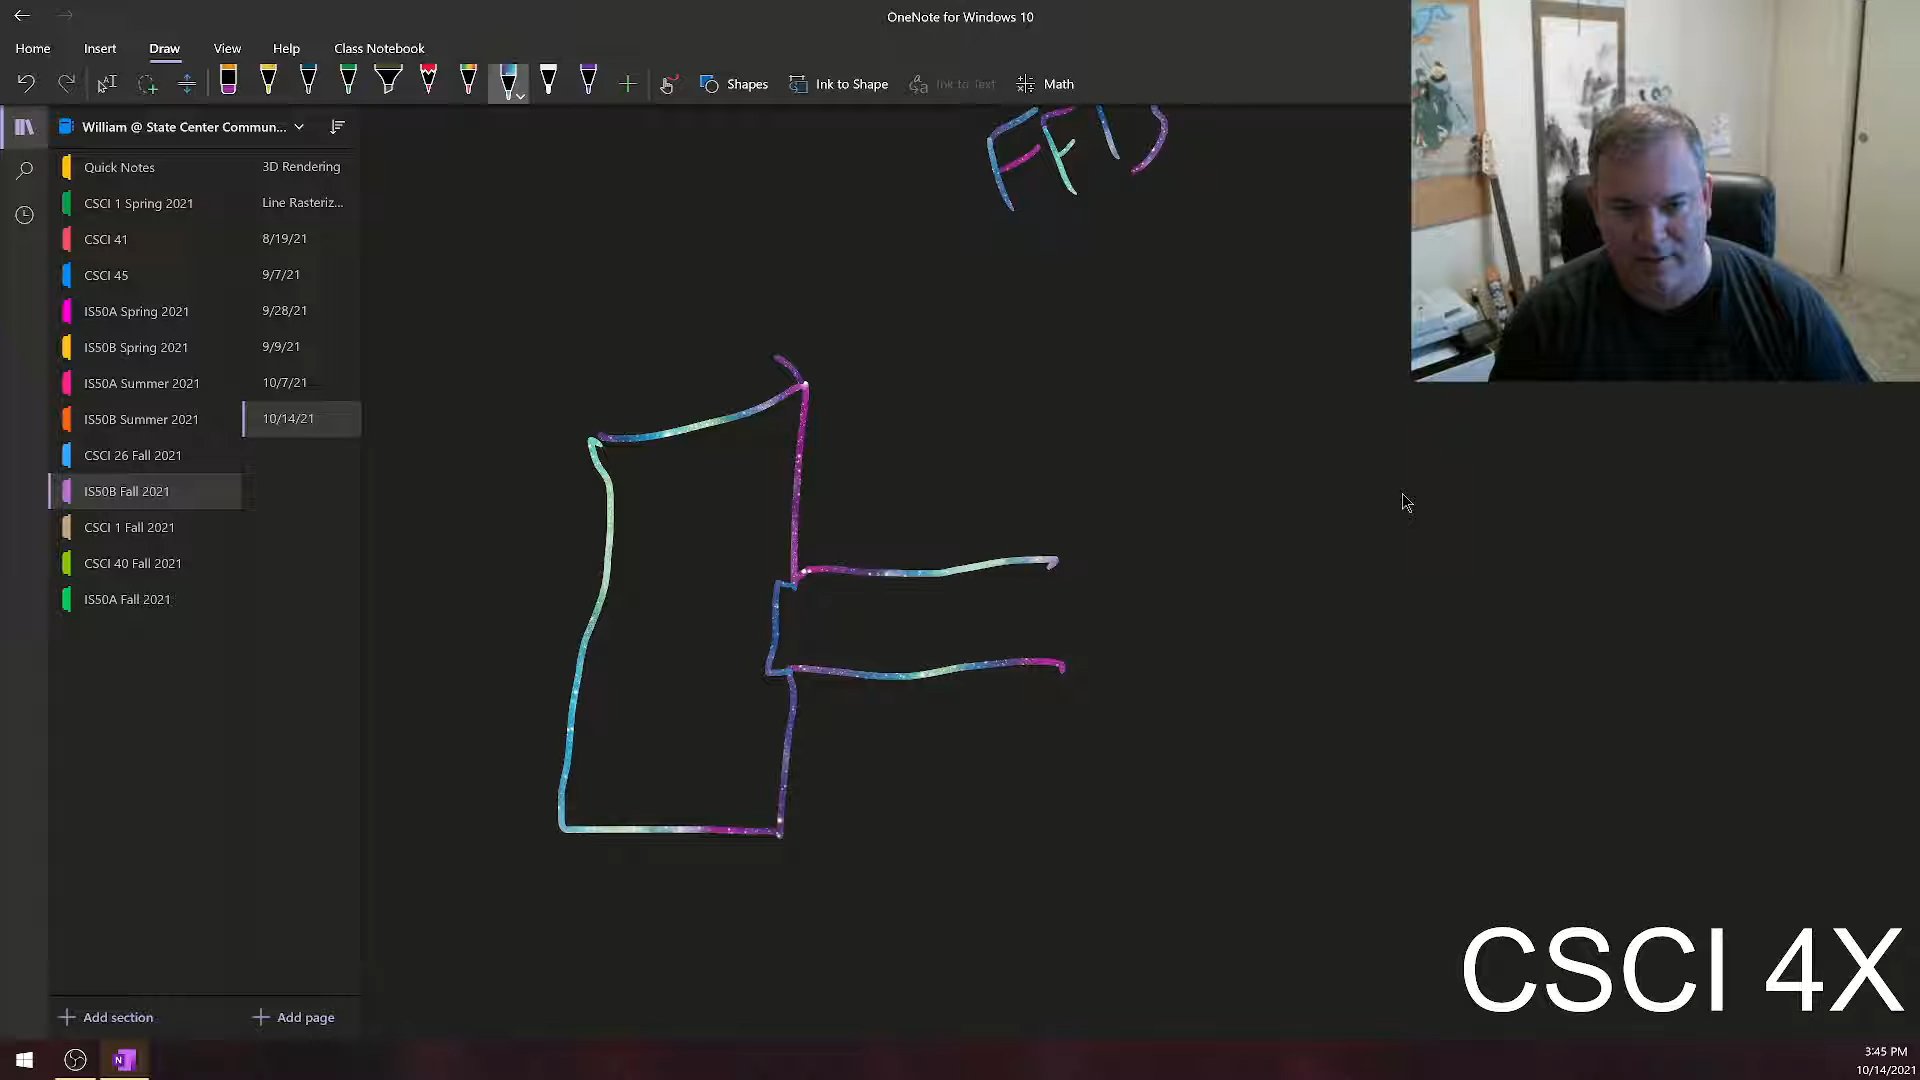 OneNote for Windows 10
Home Insert Draw View Help Class Notebook
Shapes Ink to Shape Ink to Text Math
William @ State Center Commun...
Quick Notes
CSCI 1 Spring 2021
CSCI 41
CSCI 45
IS50A Spring 2021
IS50B Spring 2021
IS50A Summer 2021
IS50B Summer 2021
CSCI 26 Fall 2021
IS50B Fall 2021
CSCI 1 Fall 2021
CSCI 40 Fall 2021
IS50A Fall 2021
3D Rendering
Line Rasteriz...
8/19/21
9/7/21
9/28/21
9/9/21
10/7/21
10/14/21
Add section
Add page
CSCI 4X
3:45 PM
10/14/2021